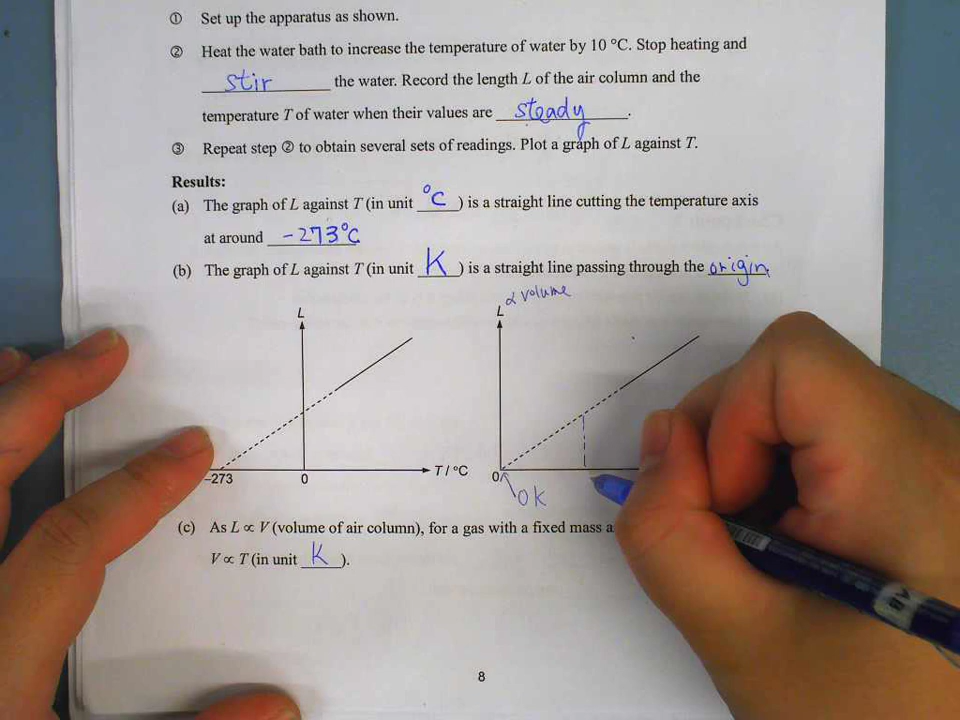 ① Set up the apparatus as shown.
② Heat the water bath to increase the temperature of water by 10 °C. Stop heating and
stir the water. Record the length L of the air column and the
temperature T of water when their values are steady.
③ Repeat step ② to obtain several sets of readings. Plot a graph of L against T.
Results:
(a) The graph of L against T (in unit °C) is a straight line cutting the temperature axis
at around -273°C
(b) The graph of L against T (in unit K) is a straight line passing through the origin.
L
L ∝ volume
–273
0
T / °C
0
0K
(c) As L ∝ V (volume of air column), for a gas with a fixed mass
V ∝ T (in unit K).
8